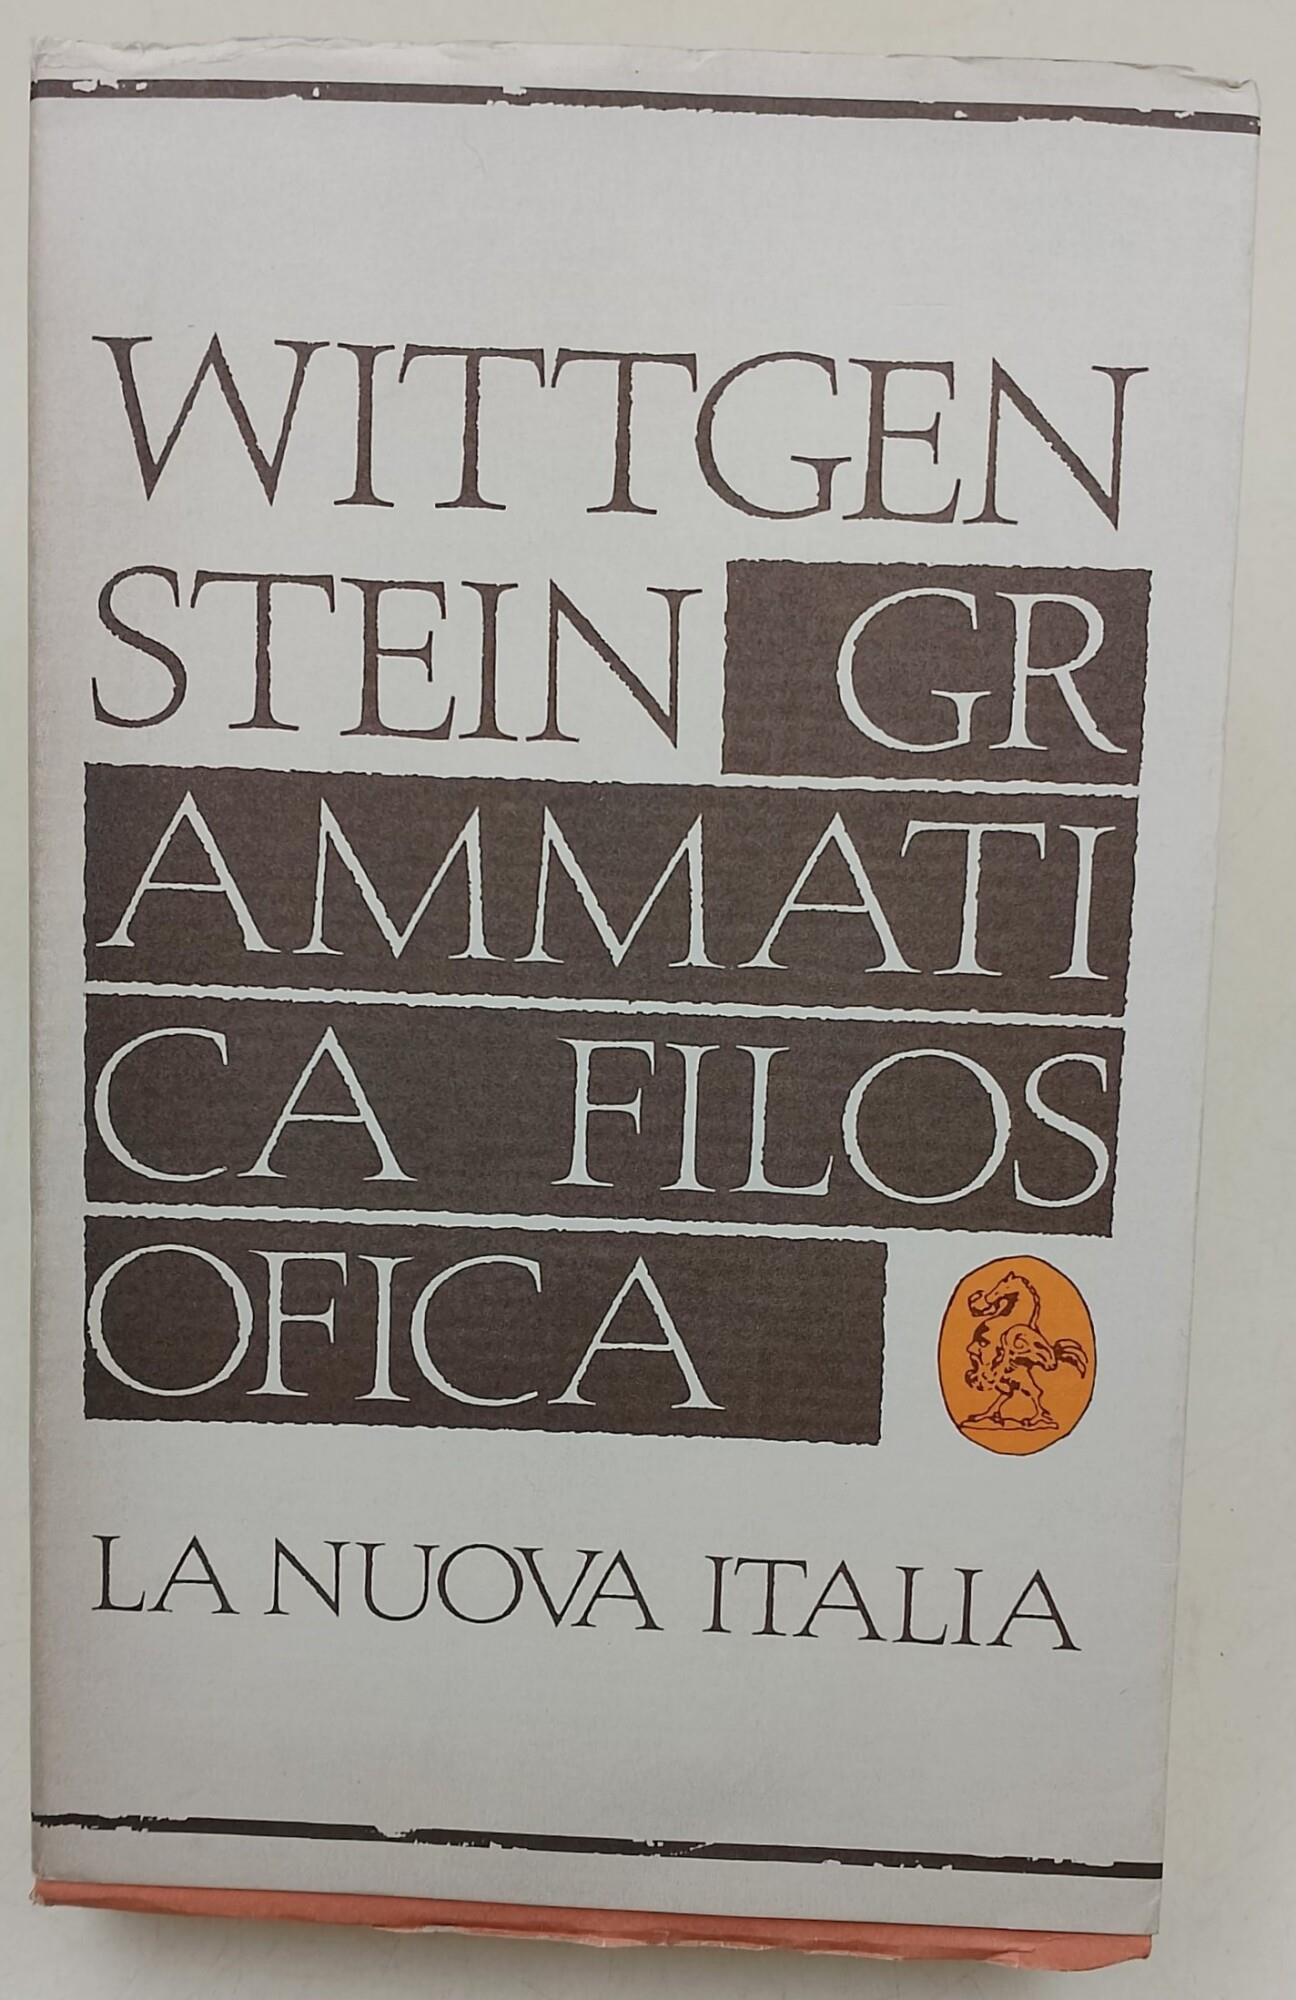 WITTGEN
STEIN GR
AMMATI
CA FILOS
OFICA
LA NUOVA ITALIA